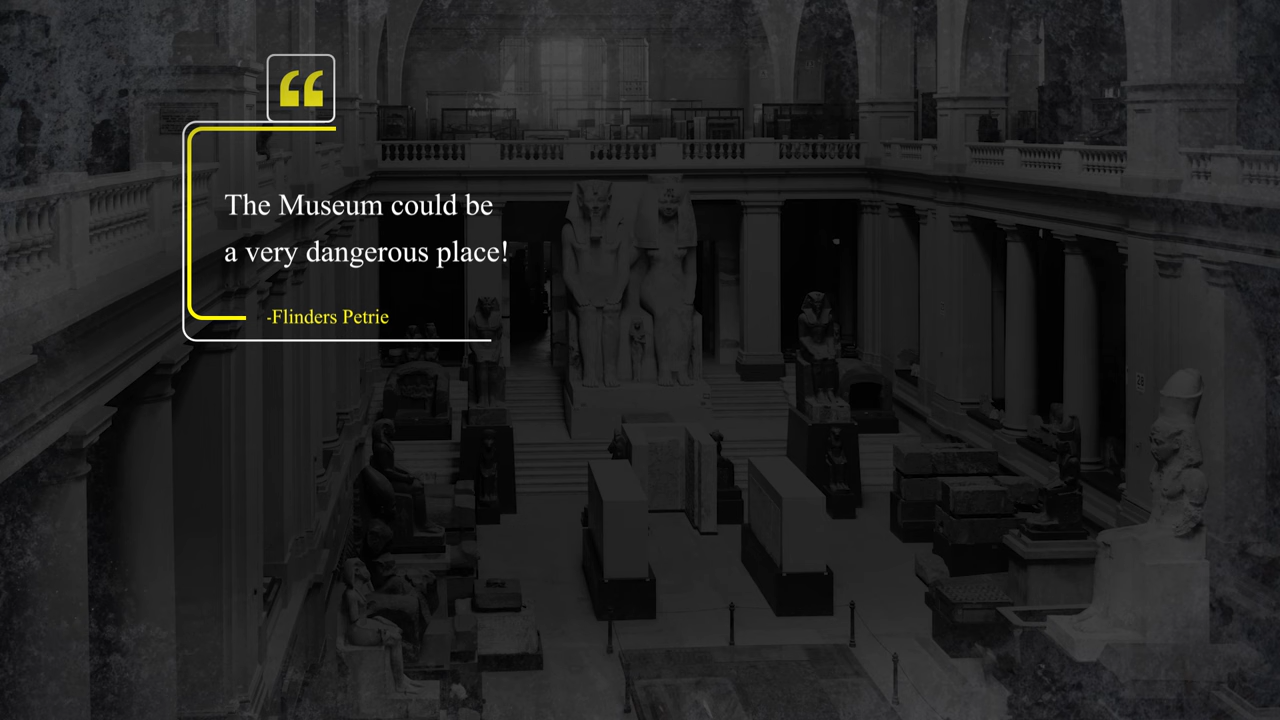 “
The Museum could be
a very dangerous place!
-Flinders Petrie